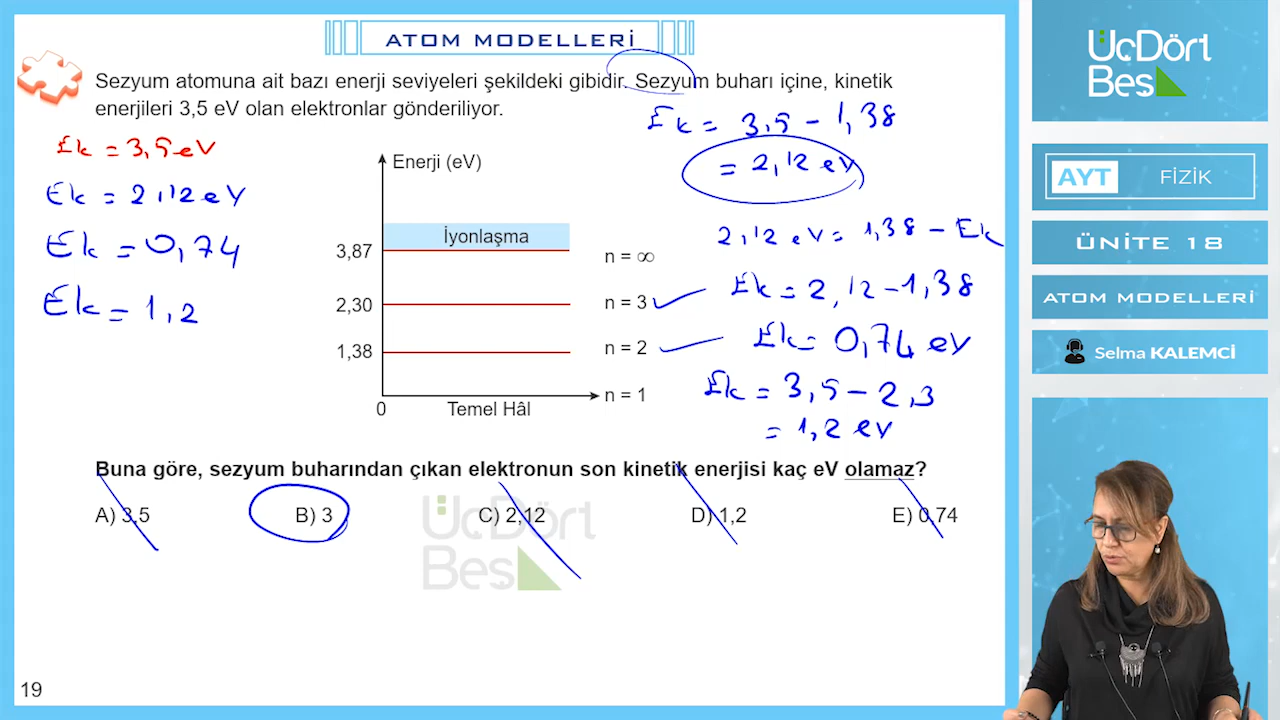 ATOM MODELLERİ
Sezyum atomuna ait bazı enerji seviyeleri şekildeki gibidir. Sezyum buharı içine, kinetik
enerjileri 3,5 eV olan elektronlar gönderiliyor.
Ek = 3,5 eV
Ek = 2,12 eV
Ek = 0,74
Ek = 1,2
Enerji (eV)
İyonlaşma
3,87
2,30
1,38
0
Temel Hâl
n = ∞
n = 3
n = 2
n = 1
Ek = 3,5 - 1,38
= 2,12 eV
2,12 eV = 1,38 - Ek
Ek = 2,12 - 1,38
Ek = 0,74 eV
Ek = 3,5 - 2,3
= 1,2 eV
Buna göre, sezyum buharından çıkan elektronun son kinetik enerjisi kaç eV olamaz?
A) 3,5 B) 3 C) 2,12 D) 1,2 E) 0,74
ÜçDört
Beş
19
ÜçDört
Beş
AYT FİZİK
ÜNİTE 18
ATOM MODELLERİ
Selma KALEMCİ